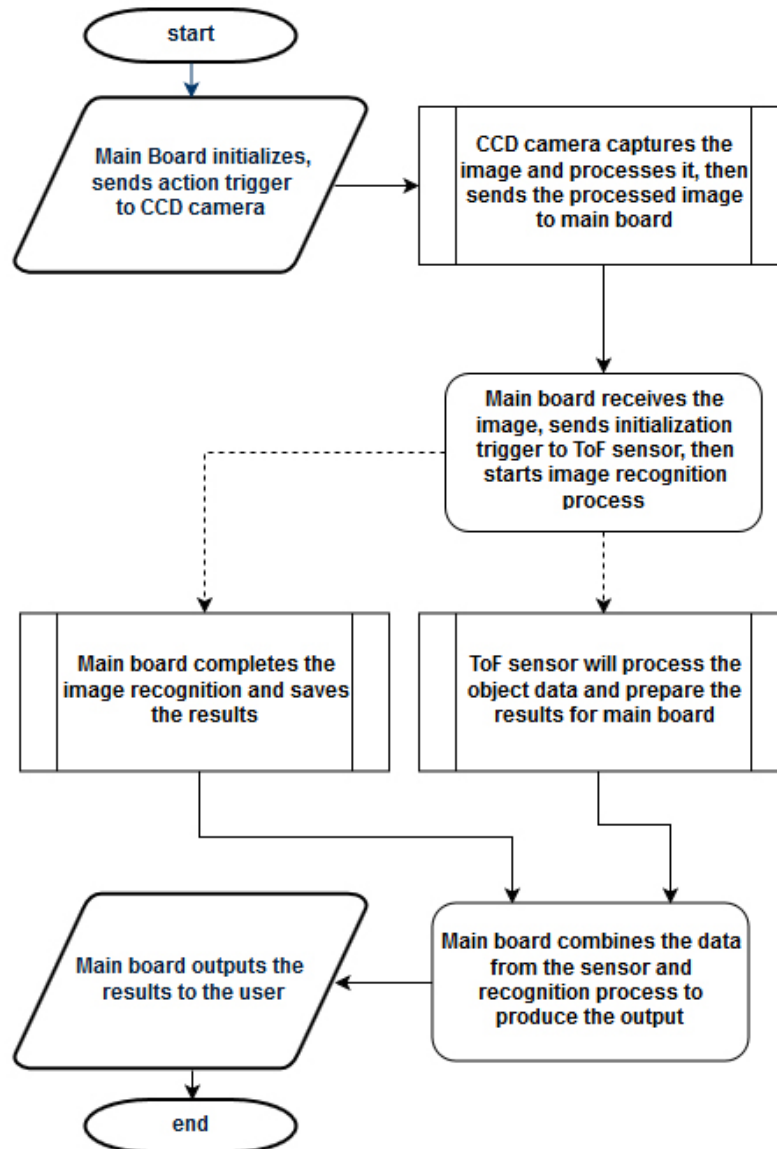 start
Main Board initializes,
sends action trigger
to CCD camera
CCD camera captures the
image and processes it, then
sends the processed image
to main board
Main board receives the
image, sends initialization
trigger to ToF sensor, then
starts image recognition
process
Main board completes the
image recognition and saves
the results
ToF sensor will process the
object data and prepare the
results for main board
Main board combines the data
from the sensor and
recognition process to
produce the output
Main board outputs the
results to the user
end